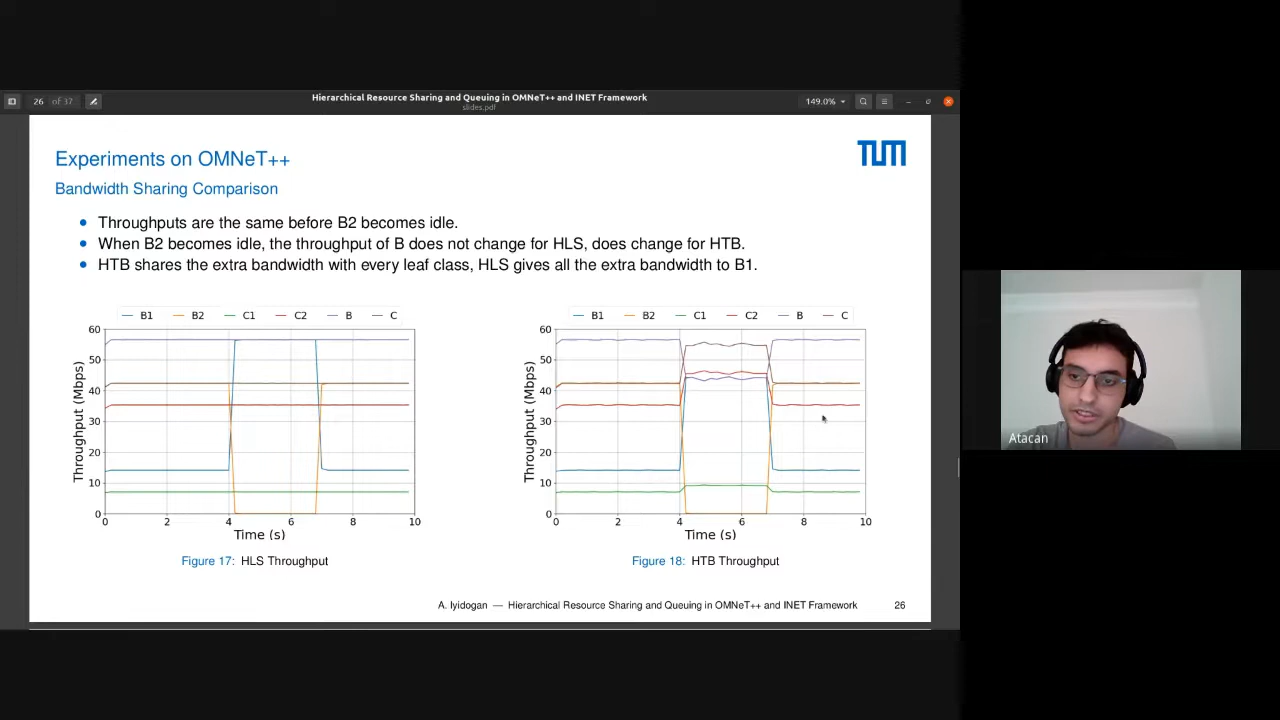 26 of 37
Hierarchical Resource Sharing and Queuing in OMNeT++ and INET Framework
slides.pdf
149.0%
Experiments on OMNeT++
TUM
Bandwidth Sharing Comparison
Throughputs are the same before B2 becomes idle.
When B2 becomes idle, the throughput of B does not change for HLS, does change for HTB.
HTB shares the extra bandwidth with every leaf class, HLS gives all the extra bandwidth to B1.
B1 B2 C1 C2 B C
60
50
40
30
20
10
0
Throughput (Mbps)
0 2 4 6 8 10
Time (s)
Figure 17: HLS Throughput
B1 B2 C1 C2 B C
60
50
40
30
20
10
0
Throughput (Mbps)
0 2 4 6 8 10
Time (s)
Figure 18: HTB Throughput
A. Iyidogan — Hierarchical Resource Sharing and Queuing in OMNeT++ and INET Framework 26
Atacan